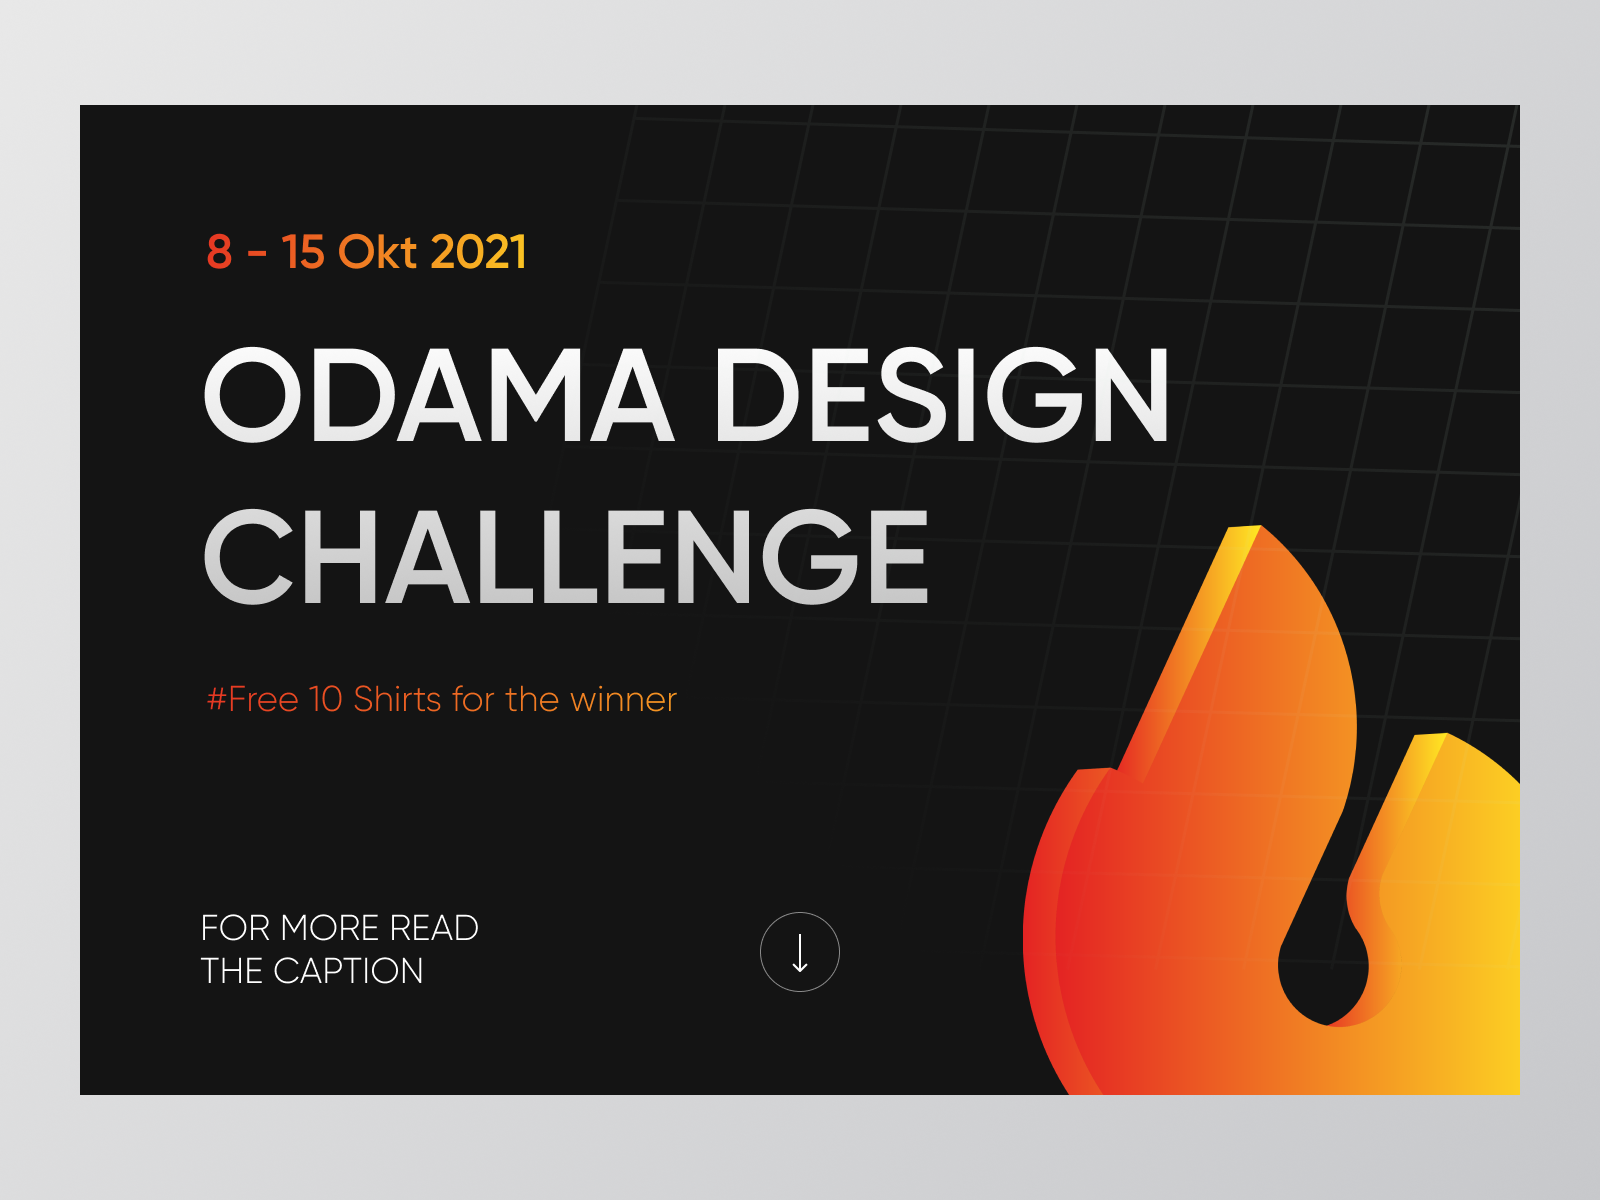 8 - 15 Okt 2021
ODAMA DESIGN
CHALLENGE
#Free 10 Shirts for the winner
FOR MORE READ
THE CAPTION